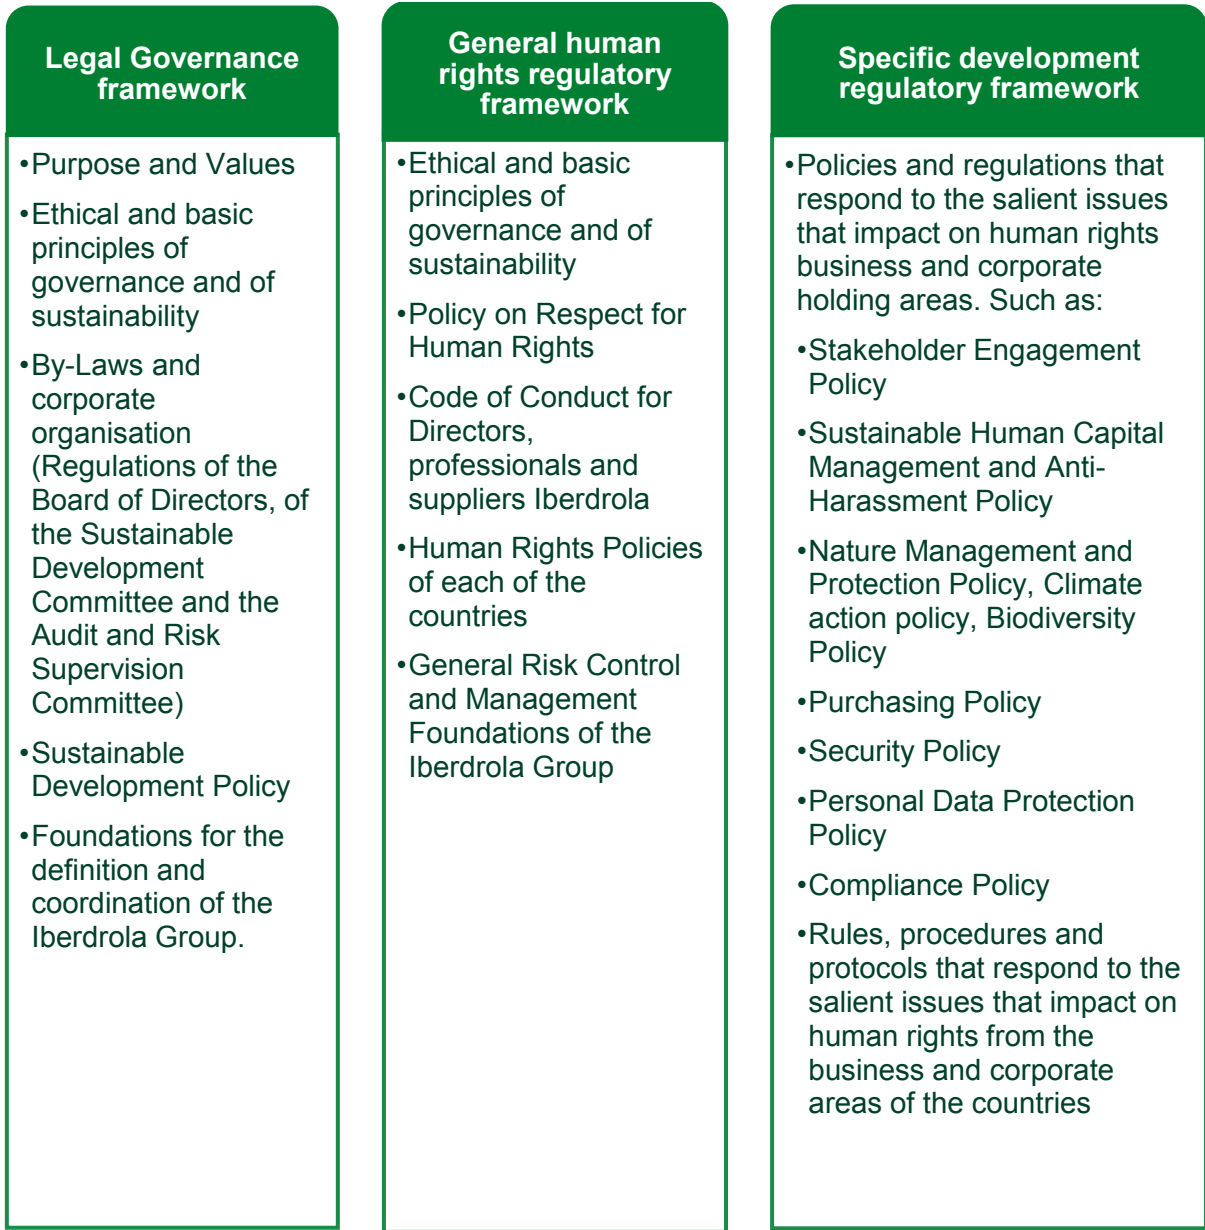 Legal Governance
framework
•Purpose and Values
•Ethical and basic
principles of
governance and of
sustainability
•By-Laws and
corporate
organisation
(Regulations of the
Board of Directors, of
the Sustainable
Development
Committee and the
Audit and Risk
Supervision
Committee)
•Sustainable
Development Policy
•Foundations for the
definition and
coordination of the
Iberdrola Group.
General human
rights regulatory
framework
•Ethical and basic
principles of
governance and of
sustainability
•Policy on Respect for
Human Rights
•Code of Conduct for
Directors,
professionals and
suppliers Iberdrola
•Human Rights Policies
of each of the
countries
•General Risk Control
and Management
Foundations of the
Iberdrola Group
Specific development
regulatory framework
•Policies and regulations that
respond to the salient issues
that impact on human rights
business and corporate
holding areas. Such as:
•Stakeholder Engagement
Policy
•Sustainable Human Capital
Management and Anti-
Harassment Policy
•Nature Management and
Protection Policy, Climate
action policy, Biodiversity
Policy
•Purchasing Policy
•Security Policy
•Personal Data Protection
Policy
•Compliance Policy
•Rules, procedures and
protocols that respond to the
salient issues that impact on
human rights from the
business and corporate
areas of the countries